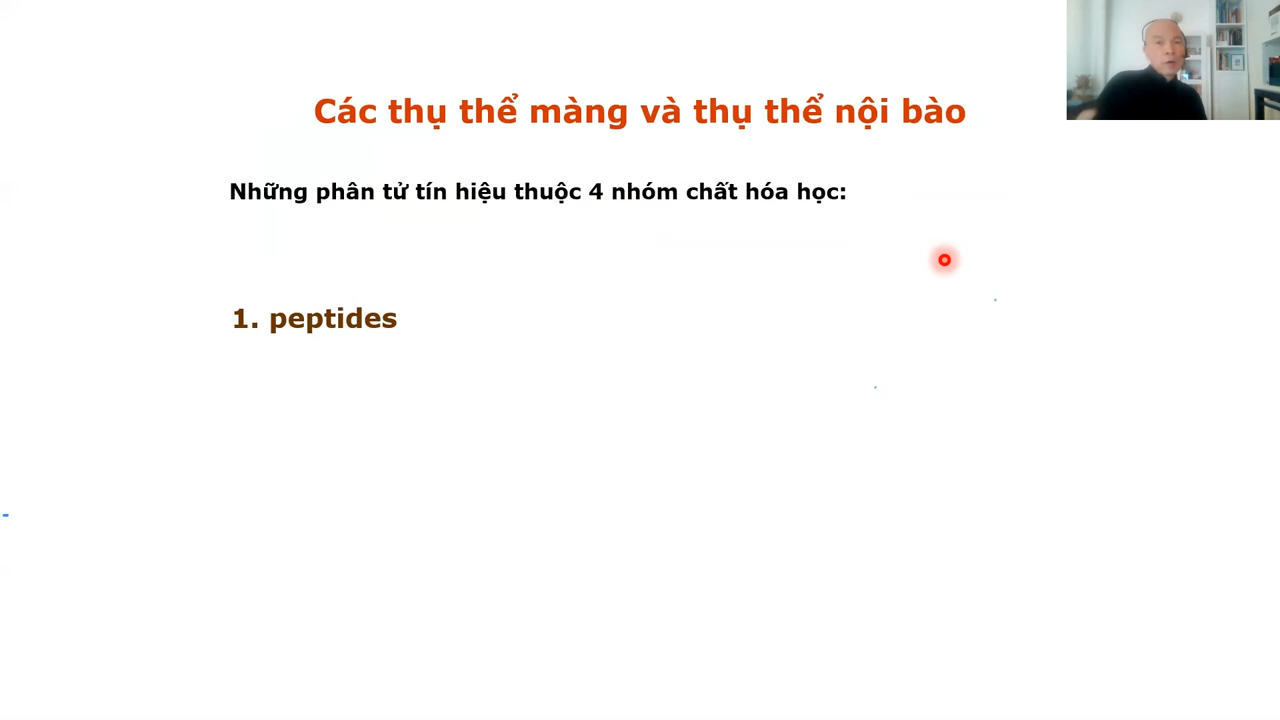 Các thụ thể màng và thụ thể nội bào
Những phân tử tín hiệu thuộc 4 nhóm chất hóa học:
1. peptides